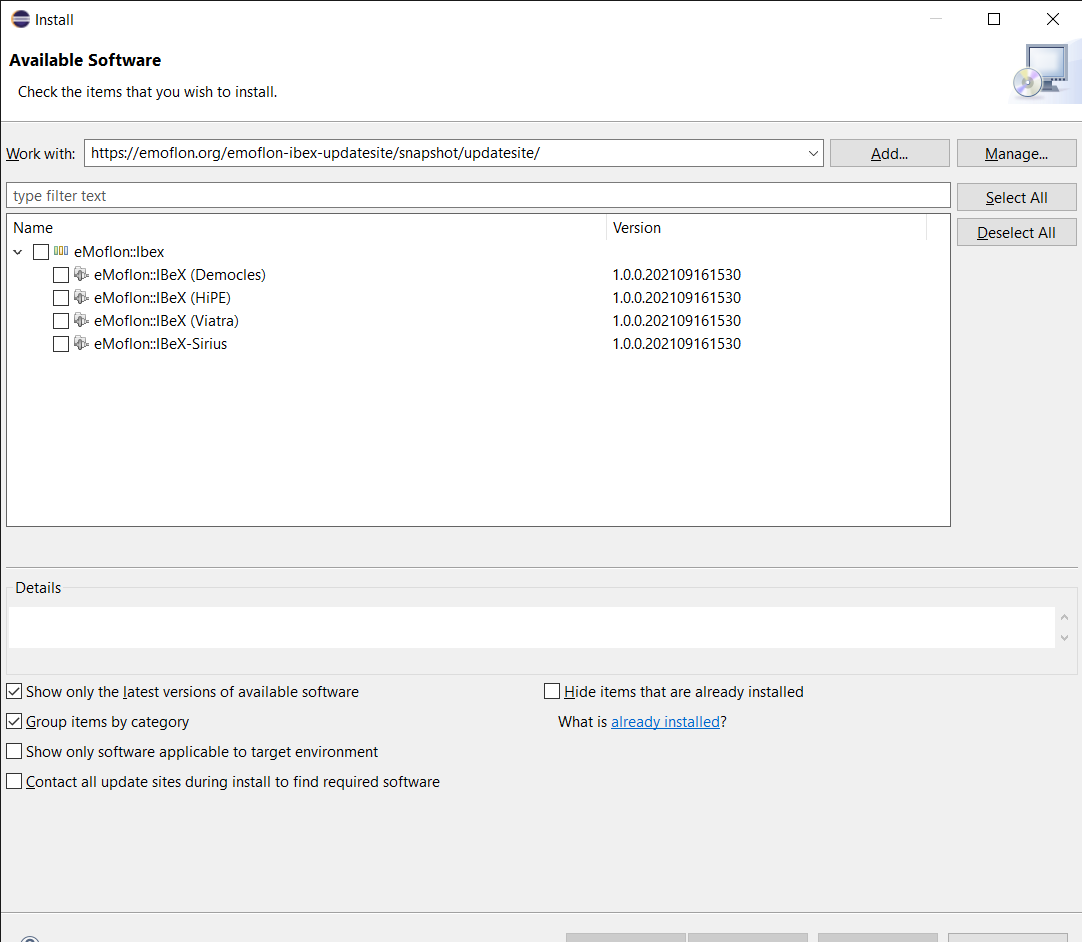 Install
Available Software
Check the items that you wish to install.
Work with: https://emoflon.org/emoflon-ibex-updatesite/snapshot/updatesite/ Add... Manage...
type filter text Select All
Deselect All
Name Version
eMoflon::Ibex
eMoflon::IBeX (Democles) 1.0.0.202109161530
eMoflon::IBeX (HiPE) 1.0.0.202109161530
eMoflon::IBeX (Viatra) 1.0.0.202109161530
eMoflon::IBeX-Sirius 1.0.0.202109161530
Details
Show only the latest versions of available software Hide items that are already installed
Group items by category What is already installed?
Show only software applicable to target environment
Contact all update sites during install to find required software